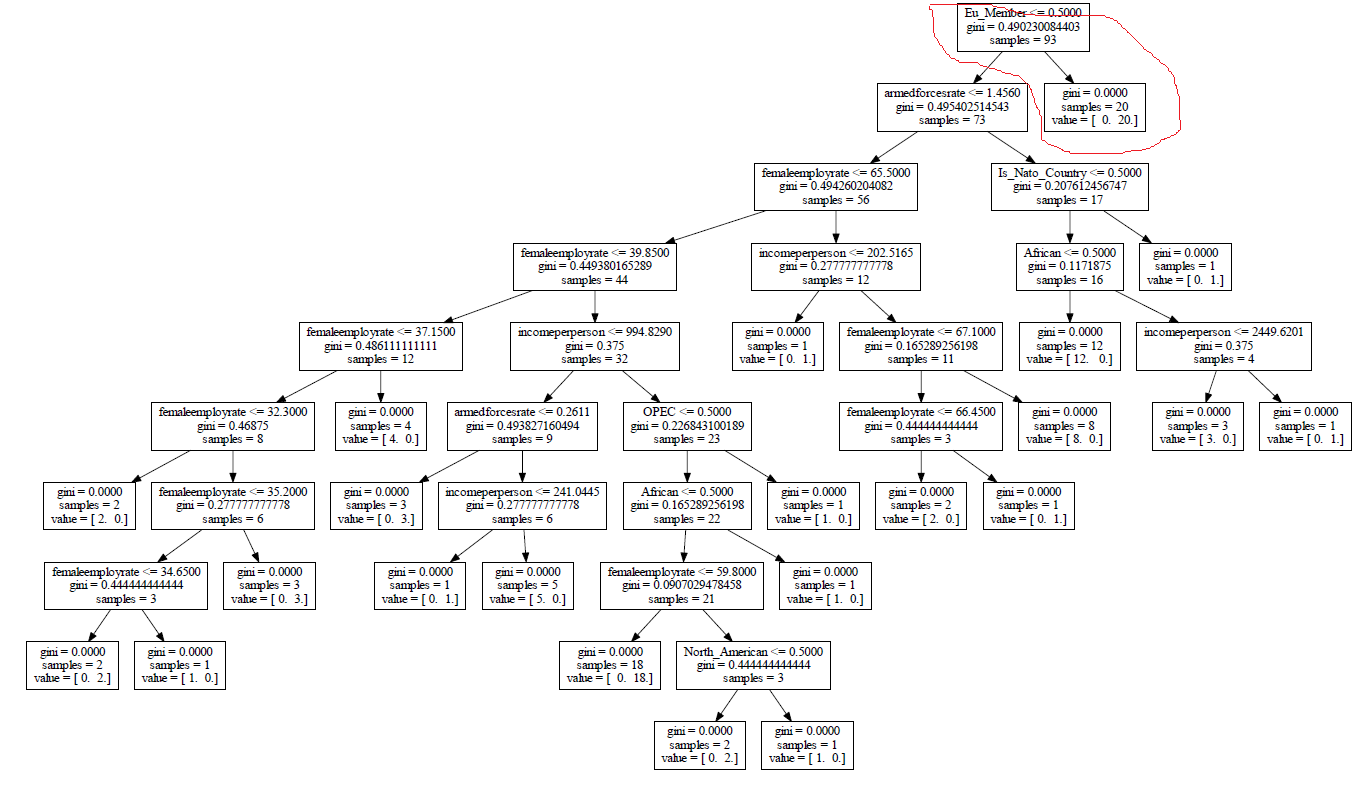 Eu_Member <= 0.5000
gini = 0.490230084403
samples = 93
armedforcesrate <= 1.4560
gini = 0.495402514543
samples = 73
gini = 0.0000
samples = 20
value = [ 0. 20.]
femaleemployrate <= 65.5000
gini = 0.494260204082
samples = 56
Is_Nato_Country <= 0.5000
gini = 0.207612456747
samples = 17
femaleemployrate <= 39.8500
gini = 0.449380165289
samples = 44
incomeperperson <= 202.5165
gini = 0.277777777778
samples = 12
African <= 0.5000
gini = 0.1171875
samples = 16
gini = 0.0000
samples = 1
value = [ 0. 1.]
femaleemployrate <= 37.1500
gini = 0.486111111111
samples = 12
incomeperperson <= 994.8290
gini = 0.375
samples = 32
gini = 0.0000
samples = 1
value = [ 0. 1.]
femaleemployrate <= 67.1000
gini = 0.165289256198
samples = 11
gini = 0.0000
samples = 12
value = [12. 0.]
incomeperperson <= 2449.6201
gini = 0.375
samples = 4
femaleemployrate <= 32.3000
gini = 0.46875
samples = 8
gini = 0.0000
samples = 4
value = [ 4. 0.]
armedforcesrate <= 0.2611
gini = 0.493827160494
samples = 9
OPEC <= 0.5000
gini = 0.226843100189
samples = 23
femaleemployrate <= 66.4500
gini = 0.444444444444
samples = 3
gini = 0.0000
samples = 8
value = [ 8. 0.]
gini = 0.0000
samples = 3
value = [ 3. 0.]
gini = 0.0000
samples = 1
value = [ 0. 1.]
gini = 0.0000
samples = 2
value = [ 2. 0.]
femaleemployrate <= 35.2000
gini = 0.277777777778
samples = 6
gini = 0.0000
samples = 3
value = [ 0. 3.]
incomeperperson <= 241.0445
gini = 0.277777777778
samples = 6
African <= 0.5000
gini = 0.165289256198
samples = 22
gini = 0.0000
samples = 1
value = [ 1. 0.]
gini = 0.0000
samples = 2
value = [ 2. 0.]
gini = 0.0000
samples = 1
value = [ 0. 1.]
femaleemployrate <= 34.6500
gini = 0.444444444444
samples = 3
gini = 0.0000
samples = 3
value = [ 0. 3.]
gini = 0.0000
samples = 1
value = [ 0. 1.]
gini = 0.0000
samples = 5
value = [ 5. 0.]
femaleemployrate <= 59.8000
gini = 0.0907029478458
samples = 21
gini = 0.0000
samples = 1
value = [ 1. 0.]
gini = 0.0000
samples = 2
value = [ 0. 2.]
gini = 0.0000
samples = 1
value = [ 1. 0.]
gini = 0.0000
samples = 18
value = [ 0. 18.]
North_American <= 0.5000
gini = 0.444444444444
samples = 3
gini = 0.0000
samples = 2
value = [ 0. 2.]
gini = 0.0000
samples = 1
value = [ 1. 0.]